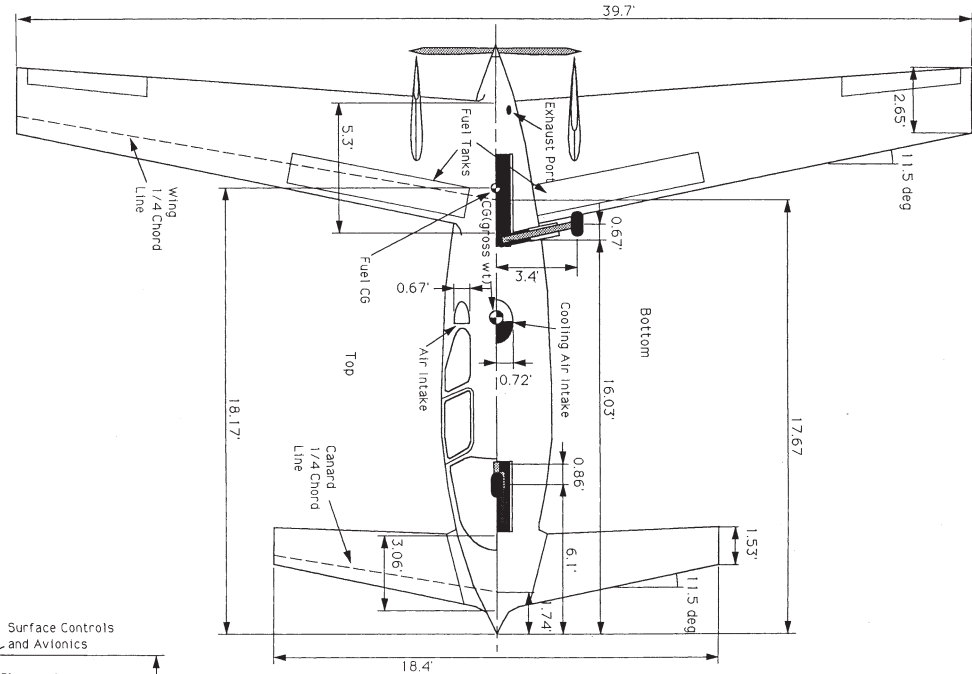 39.7'
2.65'
11.5 deg
Exhaust Port
Fuel Tanks
5.3'
Wing
1/4 Chord
Line
Fuel CG
CG(gross wt)
0.67'
3.4'
0.67'
Air Intake
Cooling Air Intake
Bottom
Top
0.72'
16.03'
17.67
18.17'
Canard
1/4 Chord
Line
0.86'
6.1'
3.06'
1.53'
1.74'
11.5 deg
18.4'
Surface Controls
and Avionics